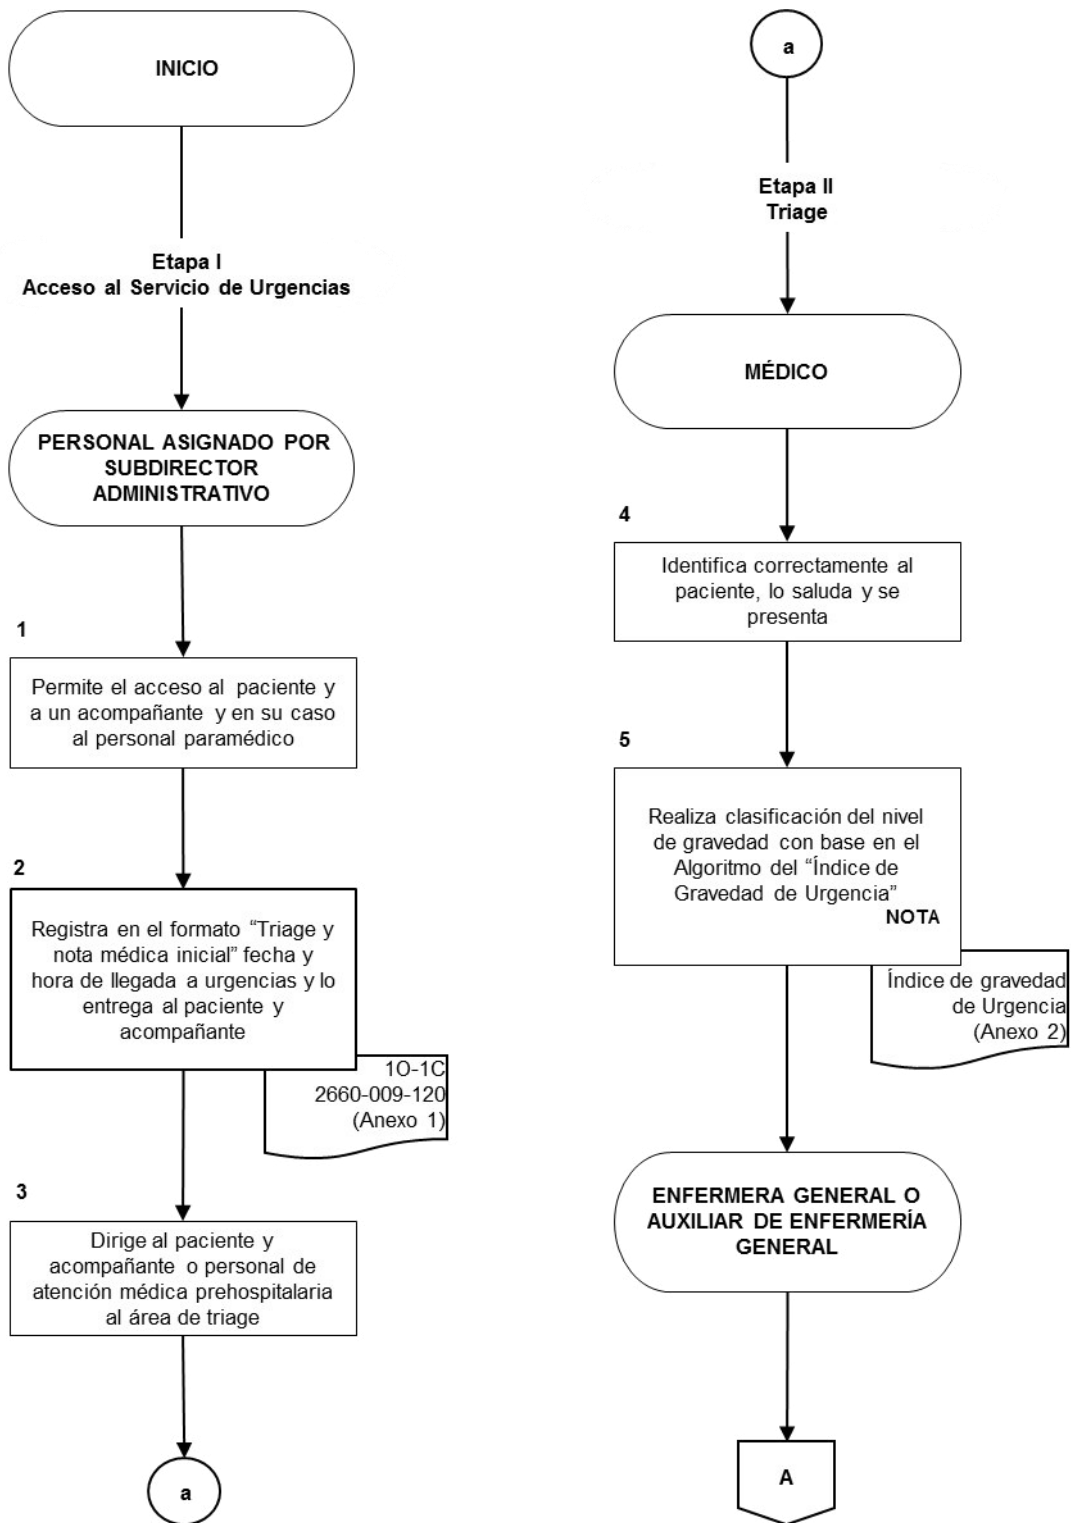 INICIO
Etapa I
Acceso al Servicio de Urgencias
PERSONAL ASIGNADO POR
SUBDIRECTOR
ADMINISTRATIVO
1
Permite el acceso al paciente y
a un acompañante y en su caso
al personal paramédico
2
Registra en el formato “Triage y
nota médica inicial” fecha y
hora de llegada a urgencias y lo
entrega al paciente y
acompañante
1O-1C
2660-009-120
(Anexo 1)
3
Dirige al paciente y
acompañante o personal de
atención médica prehospitalaria
al área de triage
a
a
Etapa II
Triage
MÉDICO
4
Identifica correctamente al
paciente, lo saluda y se
presenta
5
Realiza clasificación del nivel
de gravedad con base en el
Algoritmo del “Índice de
Gravedad de Urgencia”
NOTA
Índice de gravedad
de Urgencia
(Anexo 2)
ENFERMERA GENERAL O
AUXILIAR DE ENFERMERÍA
GENERAL
A